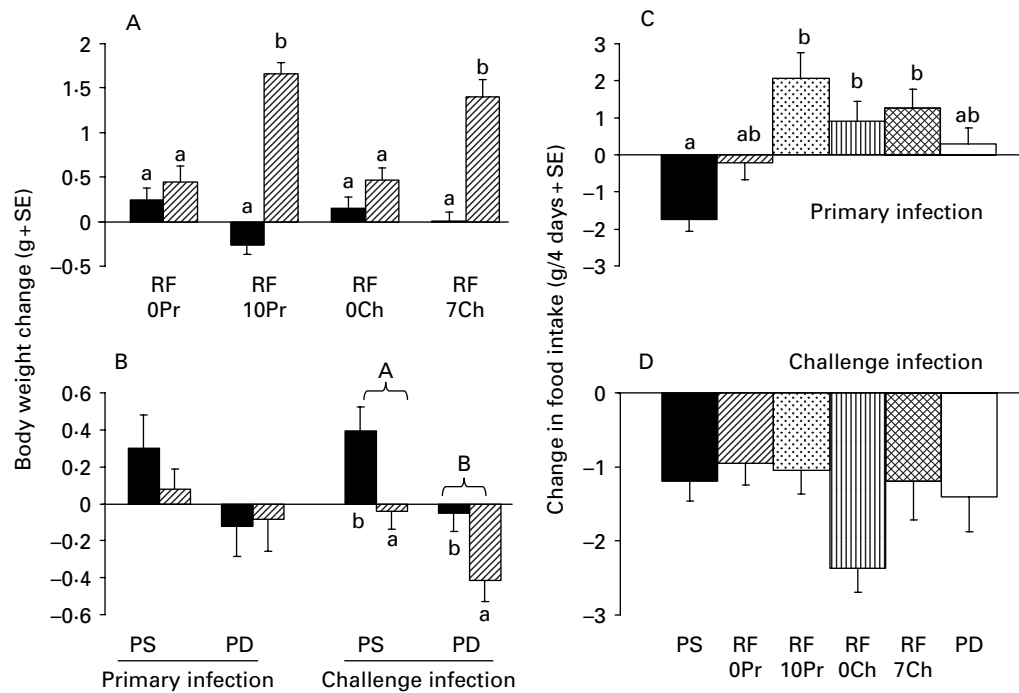 A
Body weight change (g + SE)
2
1·5
1
0·5
0
–0·5
a
a
a
b
a
a
a
b
RF 0Pr
RF 10Pr
RF 0Ch
RF 7Ch
B
0·6
0·4
0·2
0
–0·2
–0·4
–0·6
A
B
b
a
b
a
PS
PD
PS
PD
Primary infection
Challenge infection
C
Change in food intake (g/4 days + SE)
3
2
1
0
–1
–2
–3
a
ab
b
b
b
ab
Primary infection
D
Challenge infection
0
–1
–2
–3
PS
RF 0Pr
RF 10Pr
RF 0Ch
RF 7Ch
PD